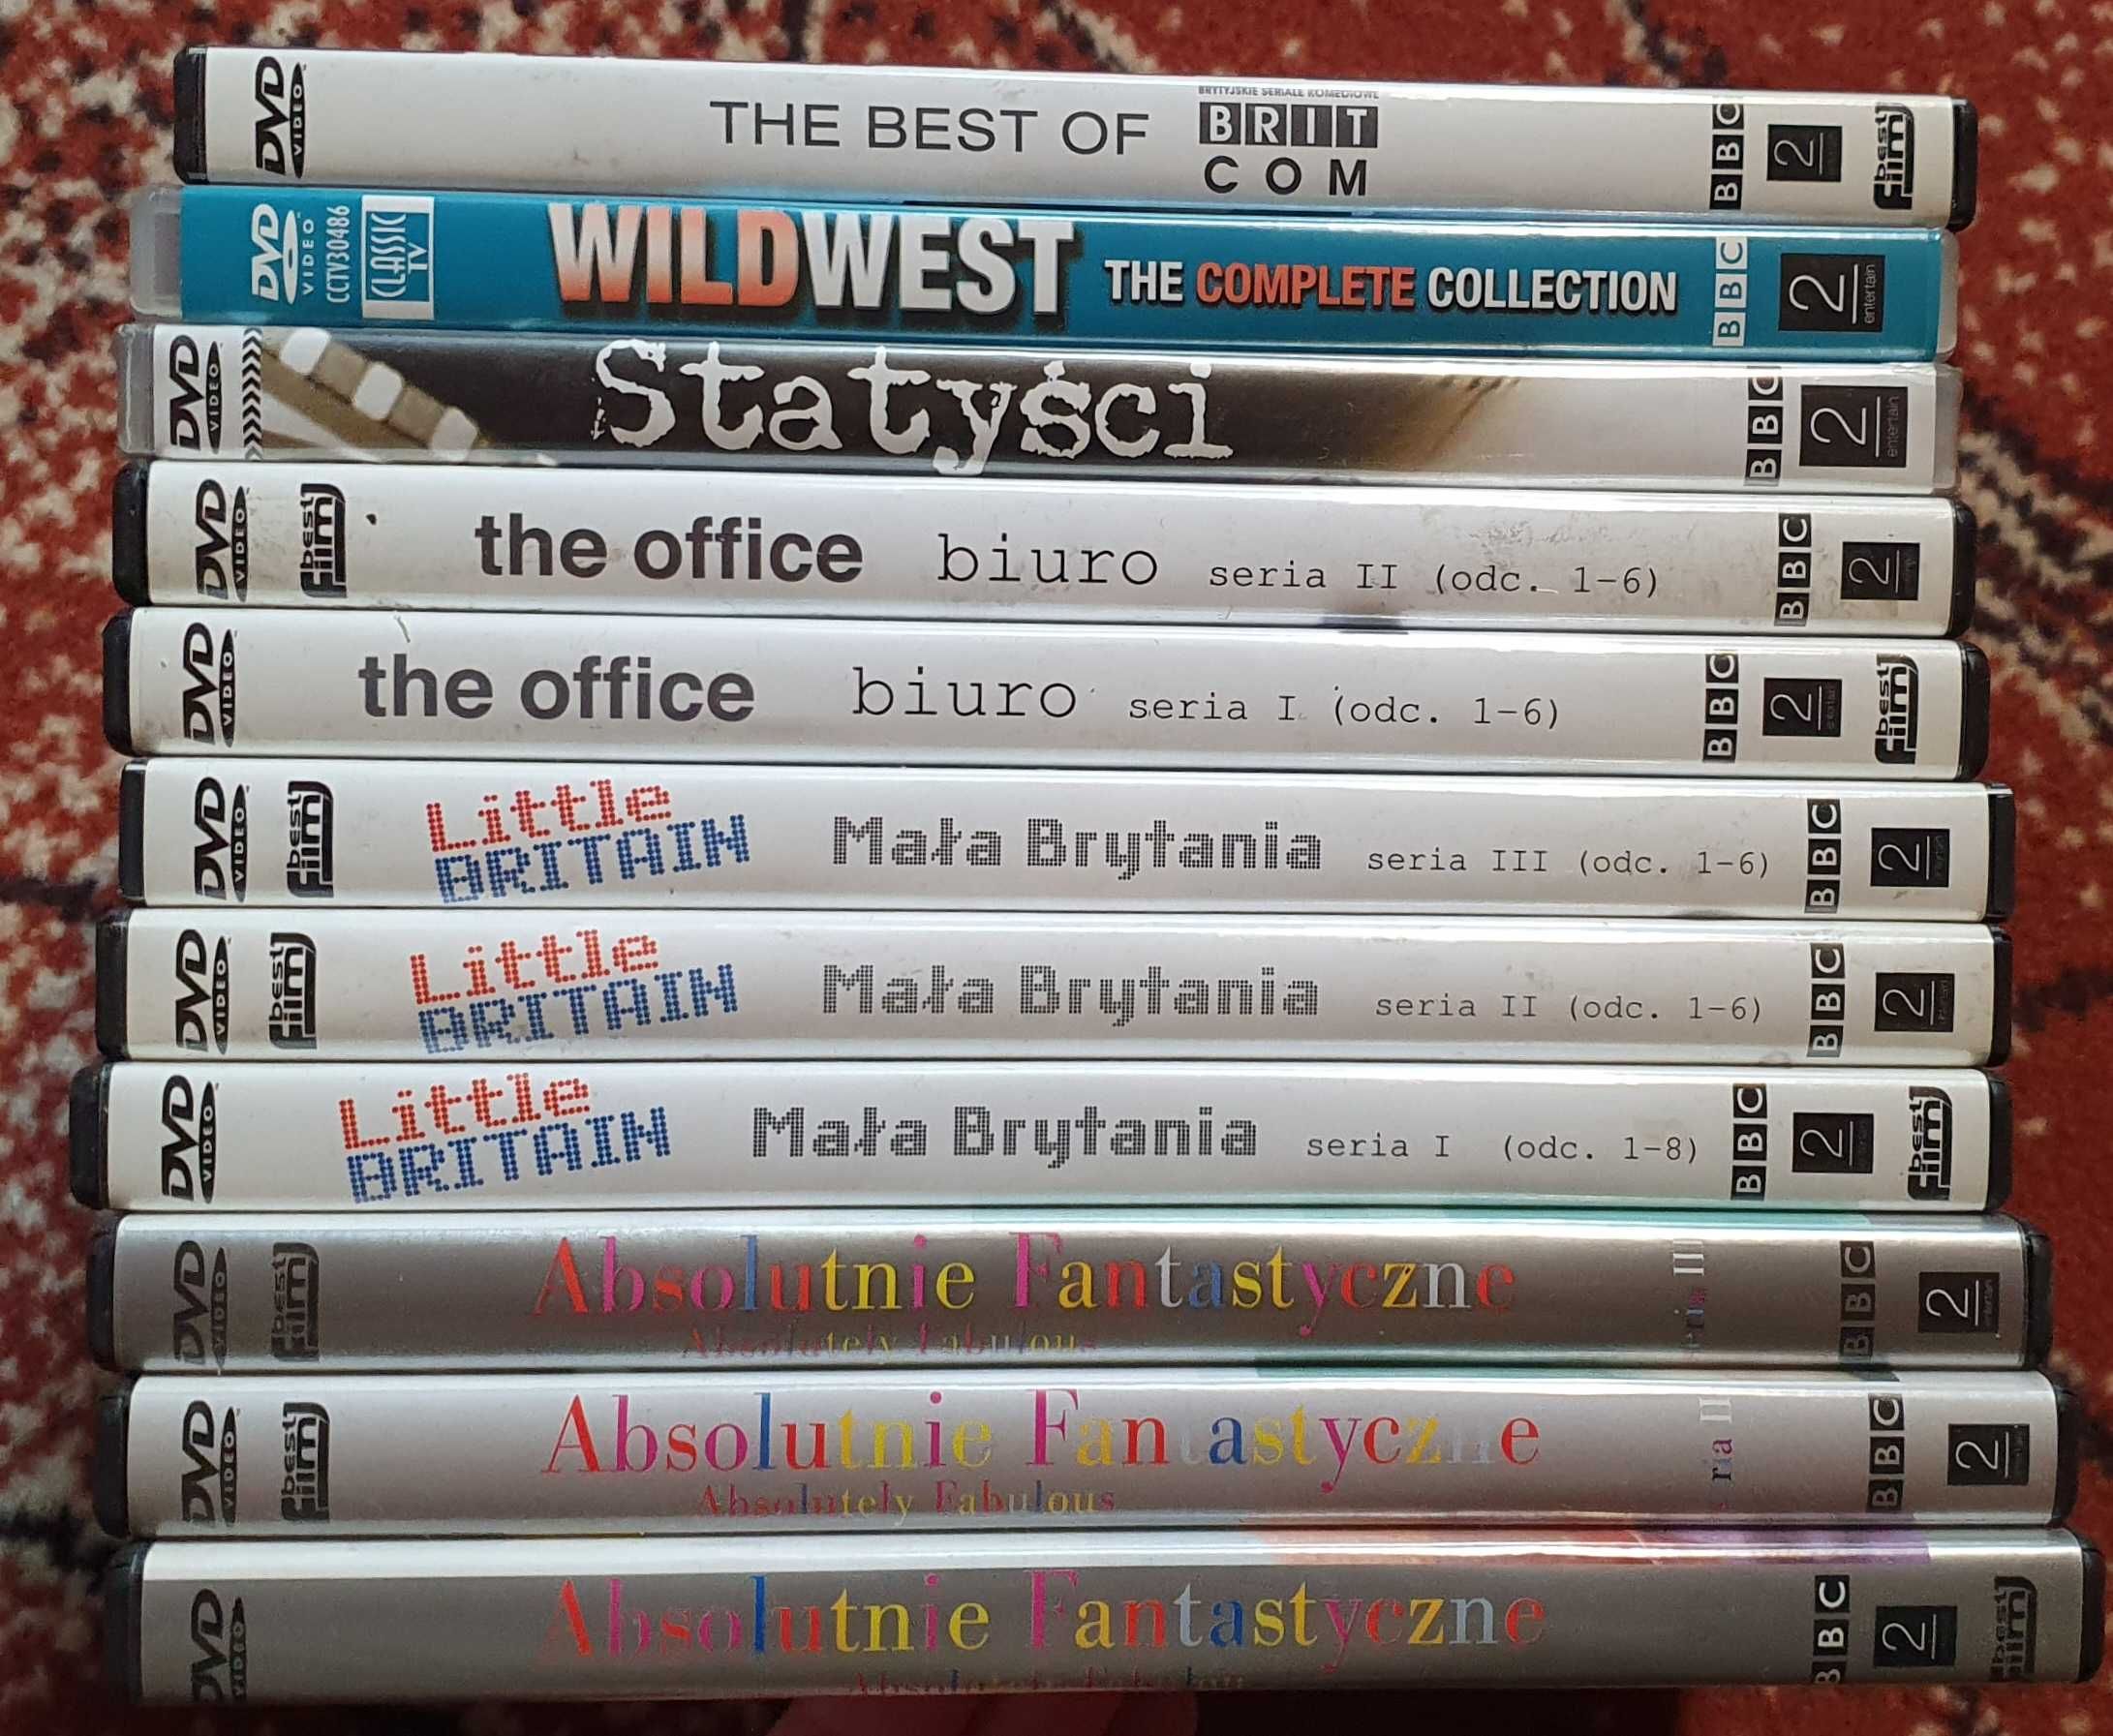 DVD VIDEO
THE BEST OF
BRYTYJSKIE SERIALE KOMEDIOWE
BRIT
COM
BBC
2
best film
DVD VIDEO
CCTV30486
CLASSIC TV
WILDWEST THE COMPLETE COLLECTION
BBC
2 entertain
DVD VIDEO
Statyści
BBC
2 entertain
DVD VIDEO
best film
the office biuro seria II (odc. 1-6)
BBC
2
DVD VIDEO
the office biuro seria I (odc. 1-6)
BBC
2
best film
DVD VIDEO
best film
Little
BRITAIN
Mała Brytania seria III (odc. 1-6)
BBC
2
DVD VIDEO
best film
Little
BRITAIN
Mała Brytania seria II (odc. 1-6)
BBC
2
DVD VIDEO
Little
BRITAIN
Mała Brytania seria I (odc. 1-8)
BBC
2
best film
DVD VIDEO
best film
Absolutnie Fantastyczne
Absolutely Fabulous
BBC
2
DVD VIDEO
best film
Absolutnie Fantastyczne
Absolutely Fabulous
BBC
2
DVD VIDEO
Absolutnie Fantastyczne
BBC
2
best film